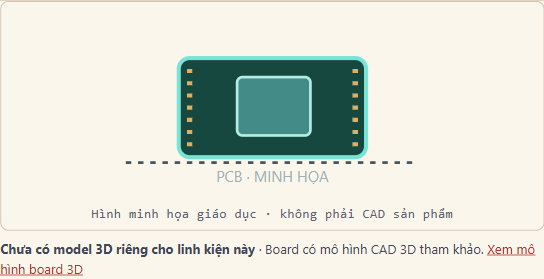 PCB · MINH HỌA
Hình minh họa giáo dục · không phải CAD sản phẩm
Chưa có model 3D riêng cho linh kiện này · Board có mô hình CAD 3D tham khảo. Xem mô
hình board 3D